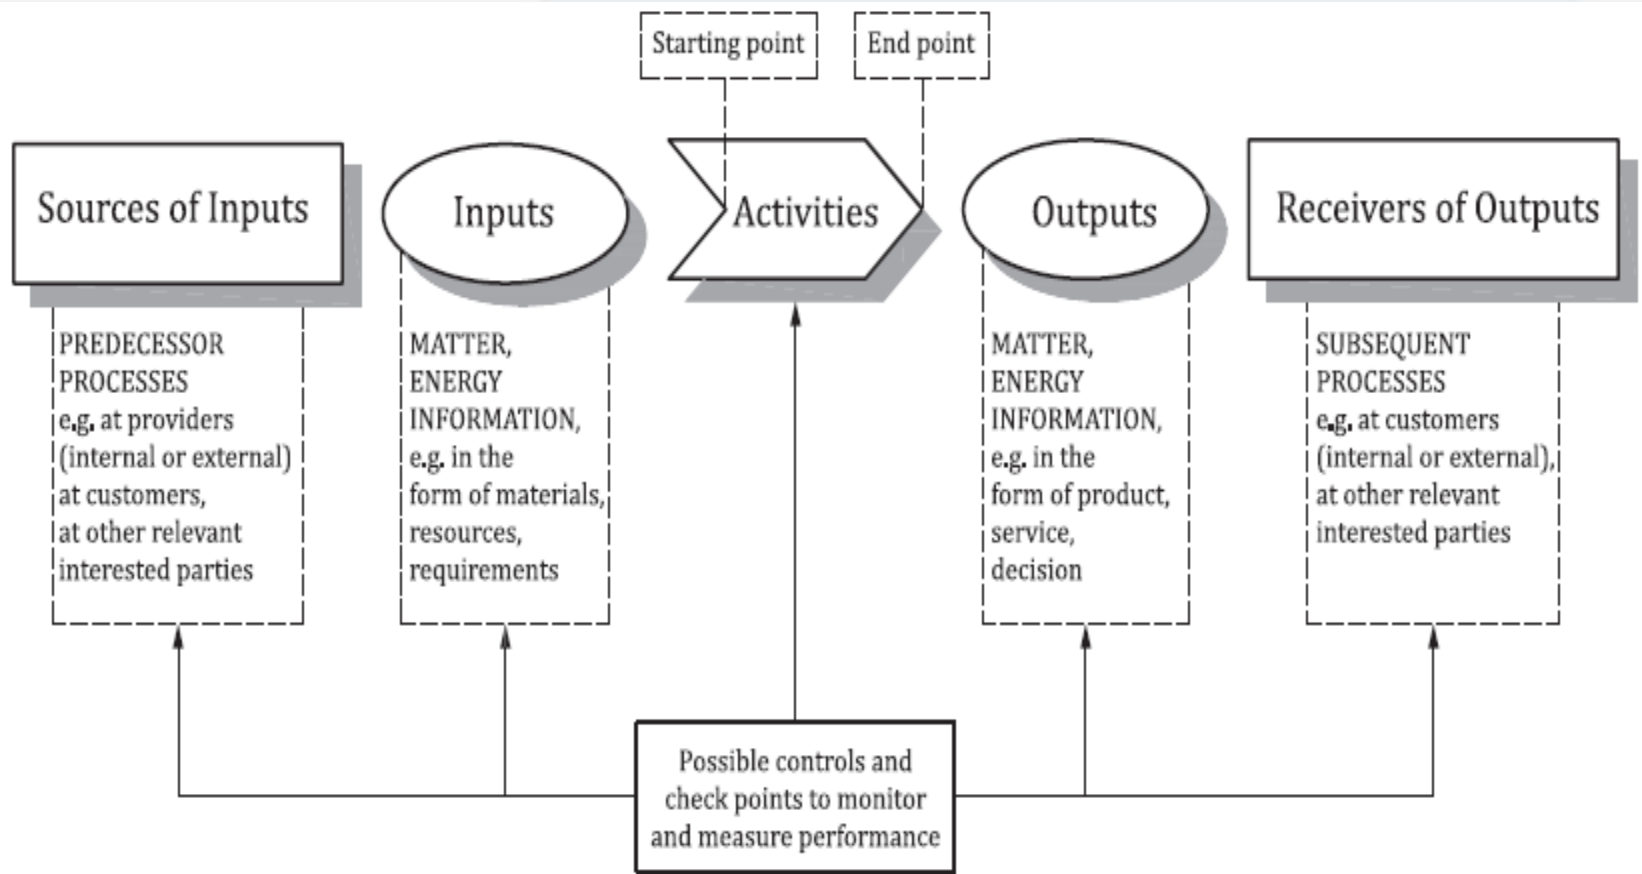 Starting point
End point
Sources of Inputs
Inputs
Activities
Outputs
Receivers of Outputs
PREDECESSOR
PROCESSES
e.g. at providers
(internal or external)
at customers,
at other relevant
interested parties
MATTER,
ENERGY
INFORMATION,
e.g. in the
form of materials,
resources,
requirements
MATTER,
ENERGY
INFORMATION,
e.g. in the
form of product,
service,
decision
SUBSEQUENT
PROCESSES
e.g. at customers
(internal or external),
at other relevant
interested parties
Possible controls and
check points to monitor
and measure performance